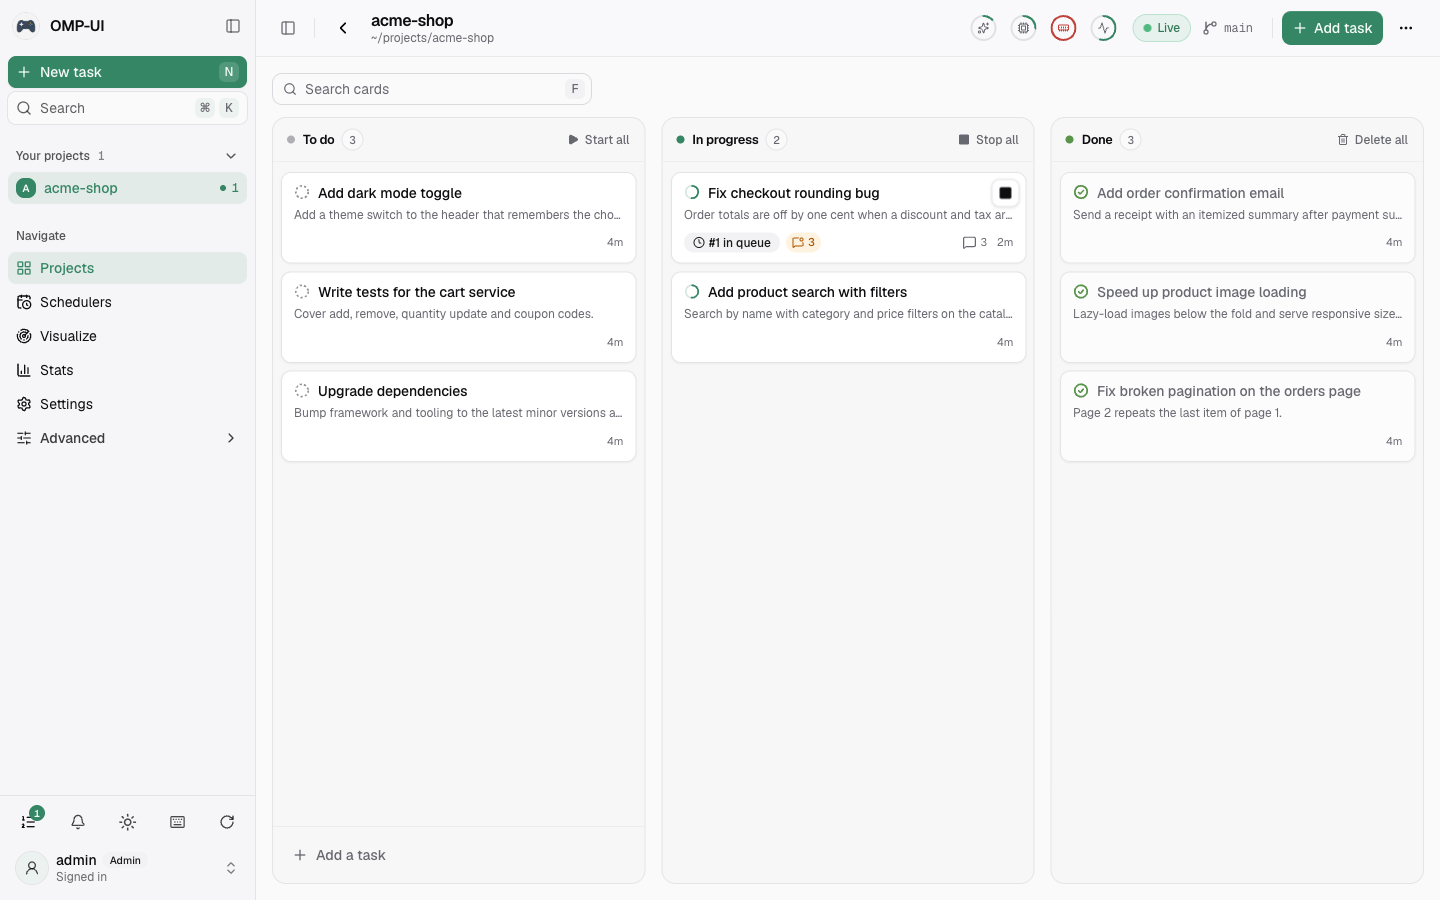 OMP-UI
New task N
Search ⌘ K
Your projects 1
A acme-shop 1
Navigate
Projects
Schedulers
Visualize
Stats
Settings
Advanced
1
admin Admin
Signed in
acme-shop
~/projects/acme-shop
Live
main
Add task
Search cards F
To do 3 Start all
Add dark mode toggle
Add a theme switch to the header that remembers the cho...
4m
Write tests for the cart service
Cover add, remove, quantity update and coupon codes.
4m
Upgrade dependencies
Bump framework and tooling to the latest minor versions a...
4m
Add a task
In progress 2 Stop all
Fix checkout rounding bug
Order totals are off by one cent when a discount and tax ar...
#1 in queue 3 3 2m
Add product search with filters
Search by name with category and price filters on the catal...
4m
Done 3 Delete all
Add order confirmation email
Send a receipt with an itemized summary after payment su...
4m
Speed up product image loading
Lazy-load images below the fold and serve responsive size...
4m
Fix broken pagination on the orders page
Page 2 repeats the last item of page 1.
4m